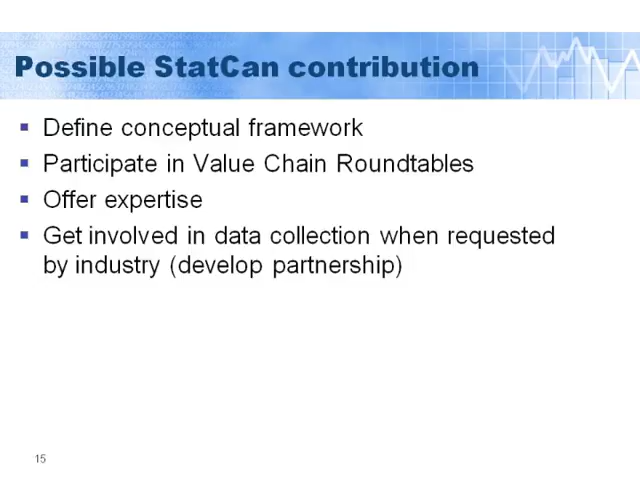 Possible StatCan contribution
▪ Define conceptual framework
▪ Participate in Value Chain Roundtables
▪ Offer expertise
▪ Get involved in data collection when requested
by industry (develop partnership)
15